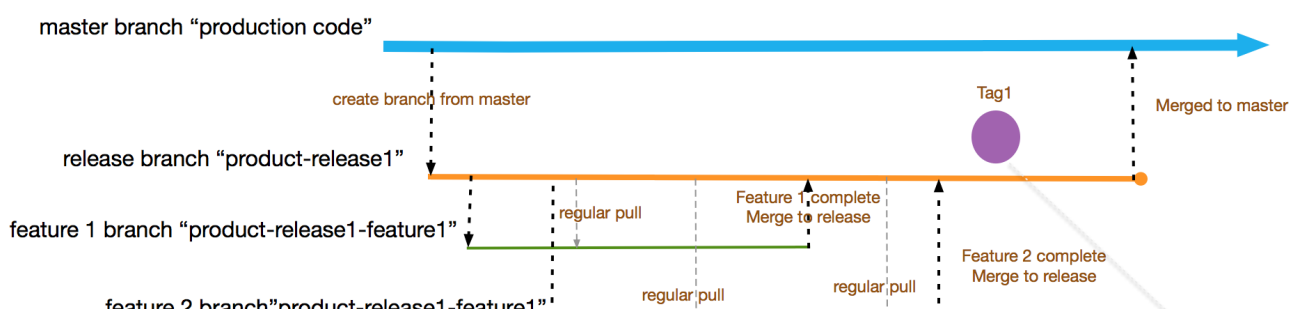 master branch “production code”
create branch from master
Tag1
Merged to master
release branch “product-release1”
Feature 1 complete
Merge to release
regular pull
feature 1 branch “product-release1-feature1”
Feature 2 complete
Merge to release
regular pull
regular pull
feature 2 branch”product-release1-feature1”